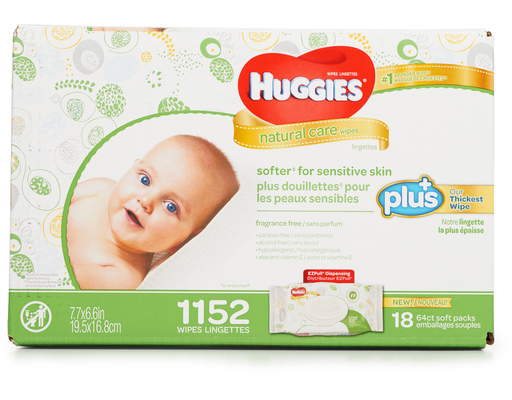 WIPES LINGETTES
HUGGIES®
natural care® wipes
lingettes
#1
softer‡ for sensitive skin
plus douillettes‡ pour
les peaux sensibles
plus+
Our
Thickest
Wipe
Notre lingette
la plus épaisse
fragrance free / sans parfum
EZPull® Dispensing
Distributeur EZPull®
7.7x6.6in
19.5x16.8cm
1152
WIPES LINGETTES
NEW! / NOUVEAU!
18 64ct soft packs
emballages souples